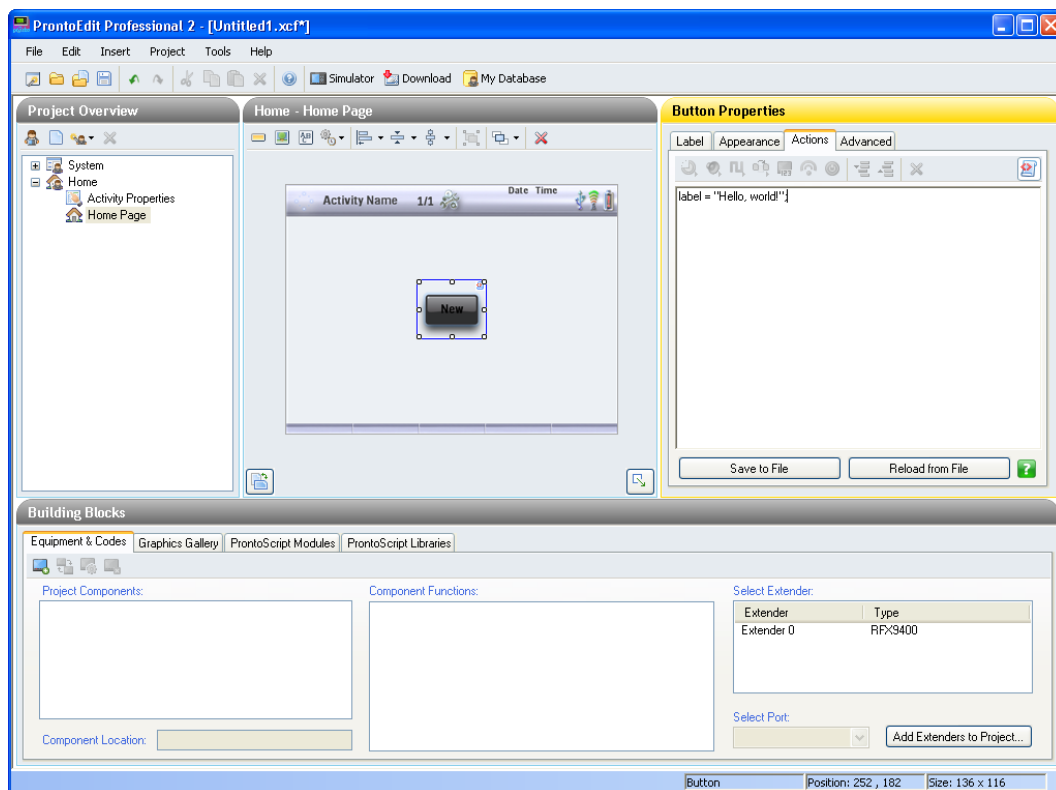 ProntoEdit Professional 2 - [Untitled1.xcf*]
File Edit Insert Project Tools Help
Simulator Download My Database
Project Overview
System
Home
Activity Properties
Home Page
Home - Home Page
Activity Name 1/1 Date Time
New
Button Properties
Label Appearance Actions Advanced
label = "Hello, world!";
Save to File Reload from File
Building Blocks
Equipment & Codes Graphics Gallery ProntoScript Modules ProntoScript Libraries
Project Components: Component Functions: Select Extender:
Extender Type
Extender 0 RFX9400
Select Port:
Component Location: Add Extenders to Project...
Button Position: 252 , 182 Size: 136 x 116